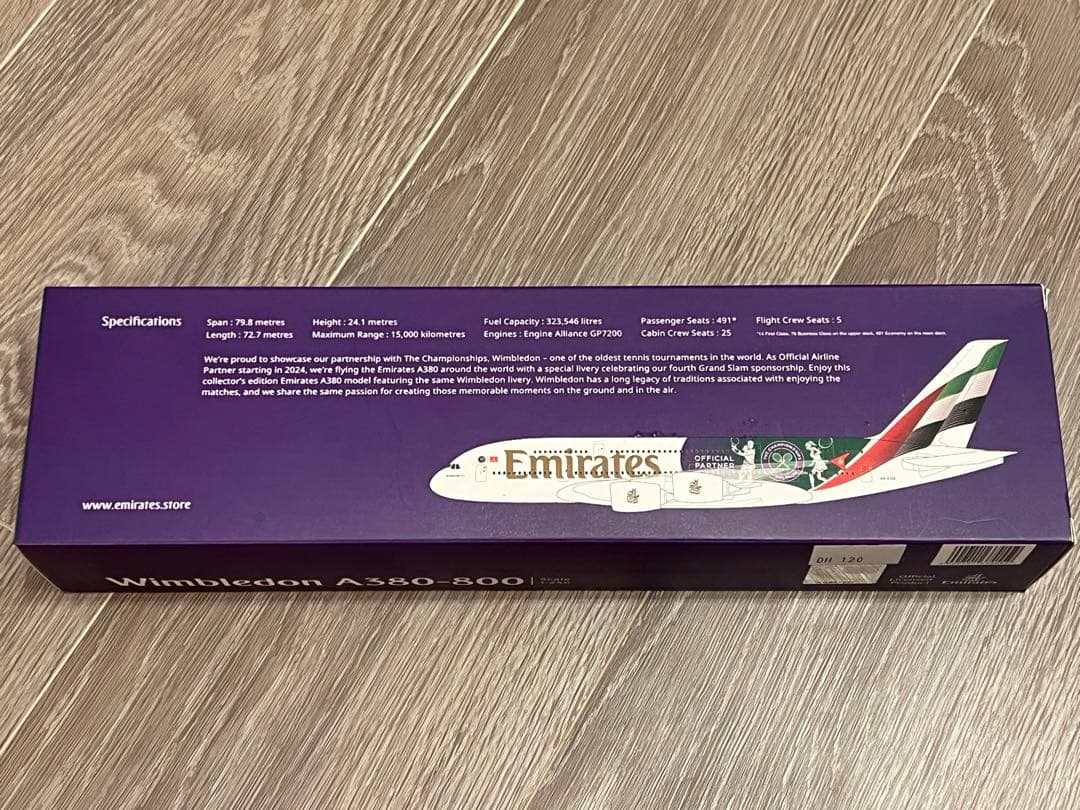 Specifications
Span : 79.8 metres
Height : 24.1 metres
Fuel Capacity : 323,546 litres
Passenger Seats : 491*
Flight Crew Seats : 5
Length : 72.7 metres
Maximum Range : 15,000 kilometres
Engines : Engine Alliance GP7200
Cabin Crew Seats : 25
We're proud to showcase our partnership with The Championships, Wimbledon – one of the oldest tennis tournaments in the world. As Official Airline
Partner starting in 2024, we're flying the Emirates A380 around the world with a special livery celebrating our fourth Grand Slam sponsorship. Enjoy this
collector's edition Emirates A380 model featuring the same Wimbledon livery. Wimbledon has a long legacy of traditions associated with enjoying the
matches, and we share the same passion for creating those memorable moments on the ground and in the air.
Emirates
OFFICIAL
PARTNER
www.emirates.store
Wimbledon A380-800
Scale
DH 120
Official
Licensed
Product
Emirates